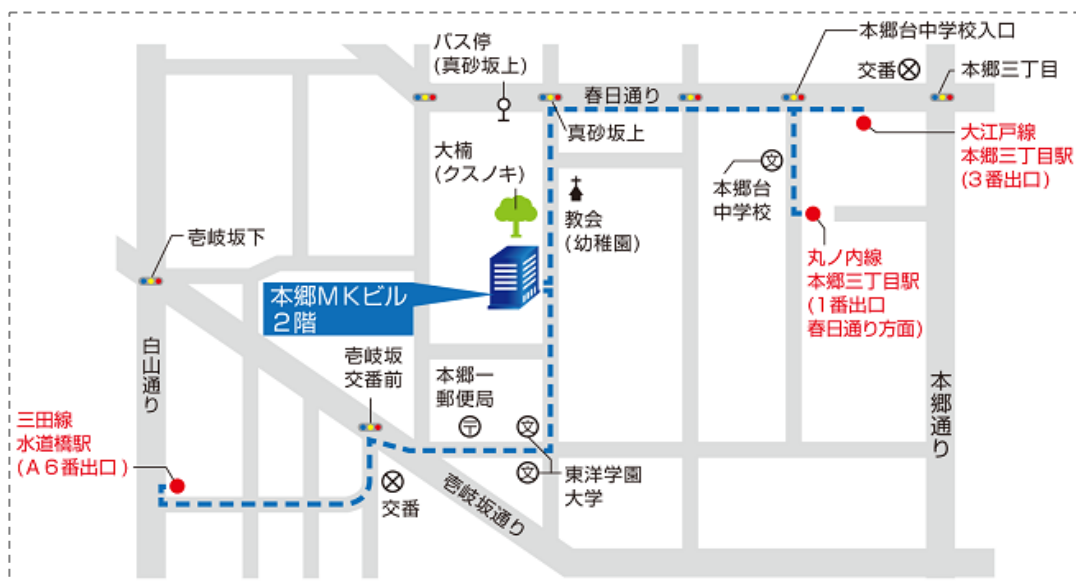 本郷台中学校入口
バス停
(真砂坂上)
交番
本郷三丁目
春日通り
真砂坂上
大江戸線
本郷三丁目駅
(3番出口)
大楠
(クスノキ)
文
本郷台
中学校
教会
(幼稚園)
壱岐坂下
丸ノ内線
本郷三丁目駅
(1番出口
春日通り方面)
本郷MKビル
2階
白山通り
壱岐坂
交番前
本郷一
郵便局
〒
文
本郷通り
三田線
水道橋駅
(A6番出口)
文
東洋学園
大学
交番
壱岐坂通り